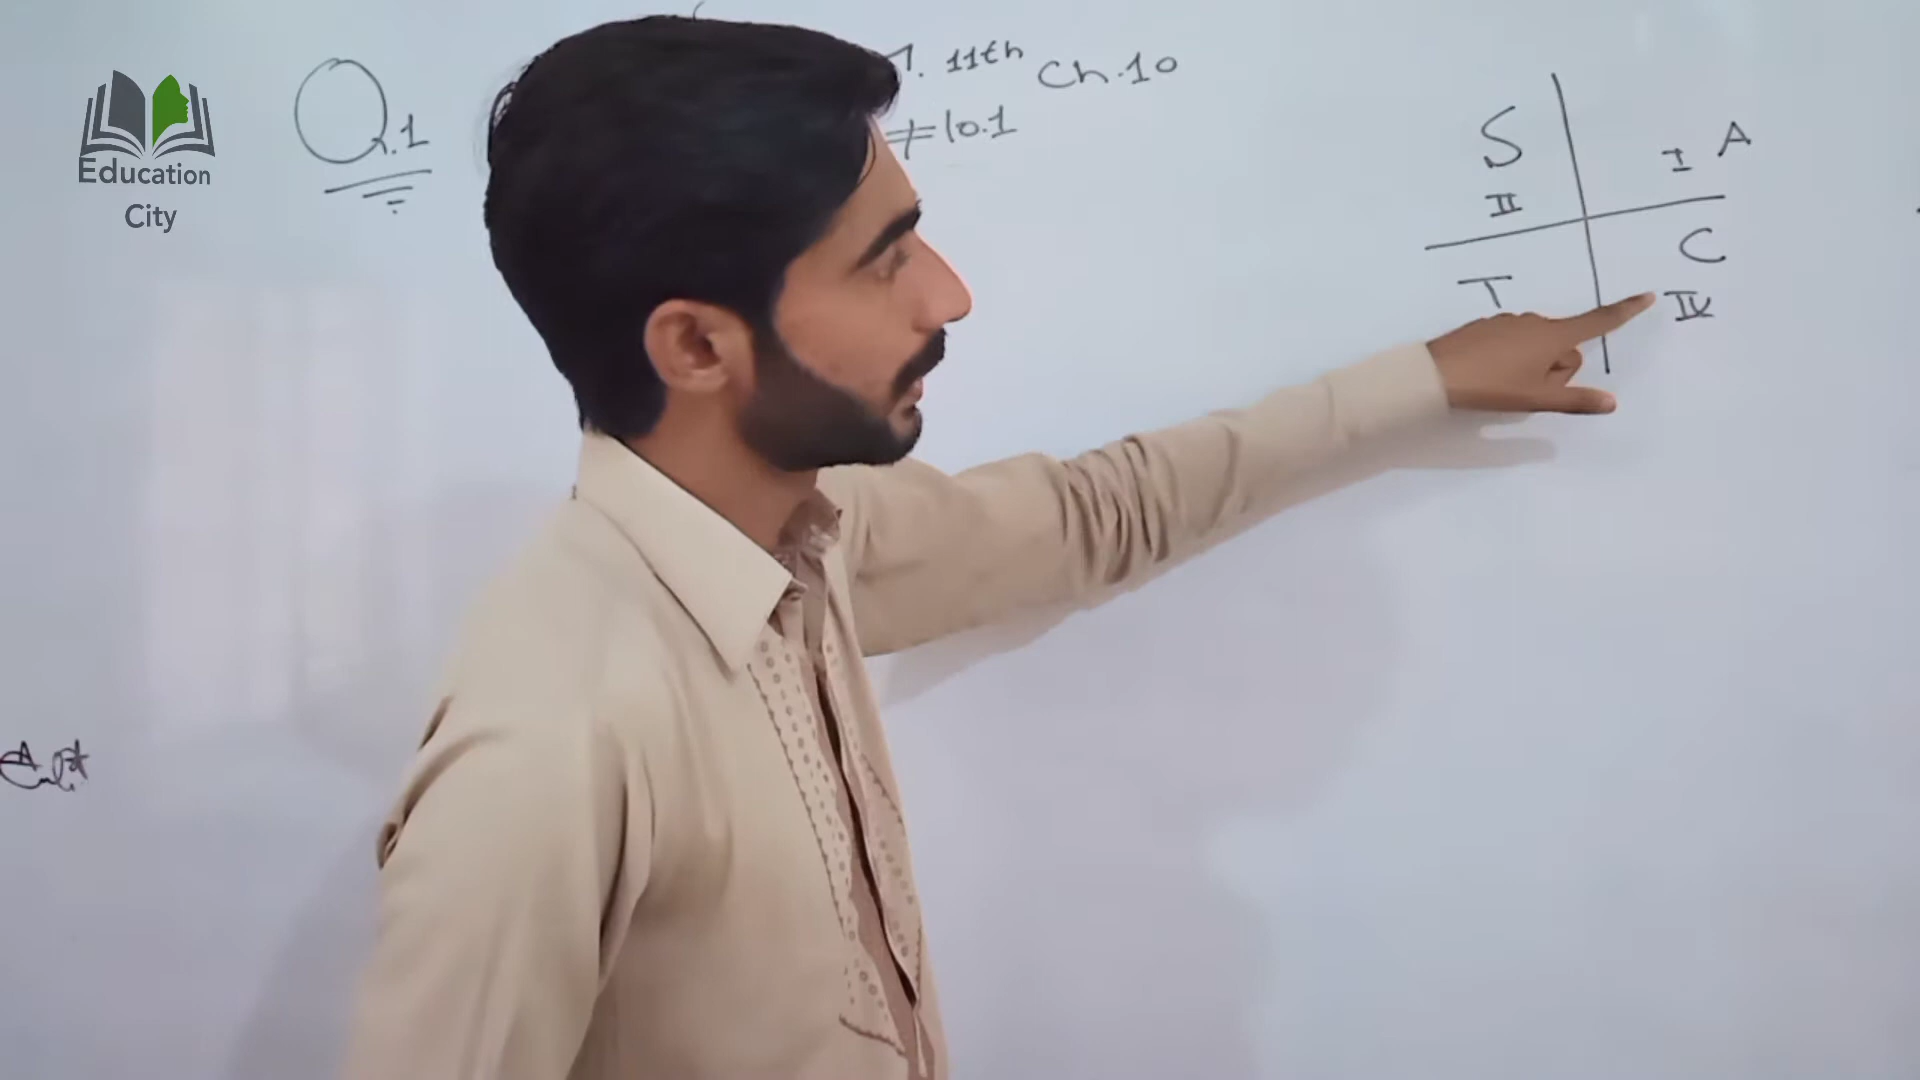 Education
City
Q.1
11th Ch.10
≠10.1
S
II
I A
T
C
IV